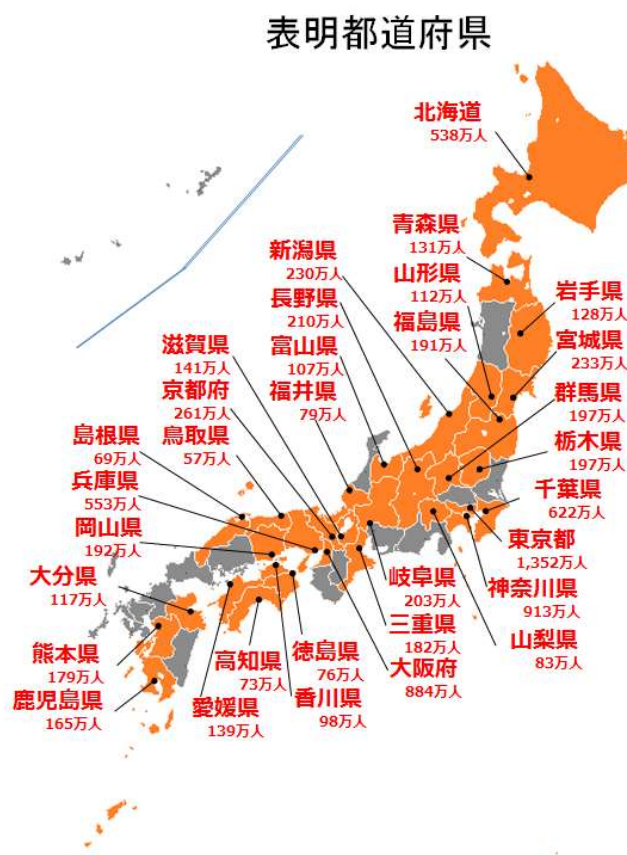 表明都道府県
北海道
538万人
青森県
131万人
新潟県
230万人
山形県
112万人
岩手県
128万人
長野県
210万人
福島県
191万人
宮城県
233万人
滋賀県
141万人
富山県
107万人
群馬県
197万人
京都府
261万人
福井県
79万人
栃木県
197万人
島根県
69万人
鳥取県
57万人
千葉県
622万人
兵庫県
553万人
東京都
1,352万人
岡山県
192万人
岐阜県
203万人
神奈川県
913万人
大分県
117万人
三重県
182万人
山梨県
83万人
熊本県
179万人
高知県
73万人
徳島県
76万人
大阪府
884万人
鹿児島県
165万人
愛媛県
139万人
香川県
98万人